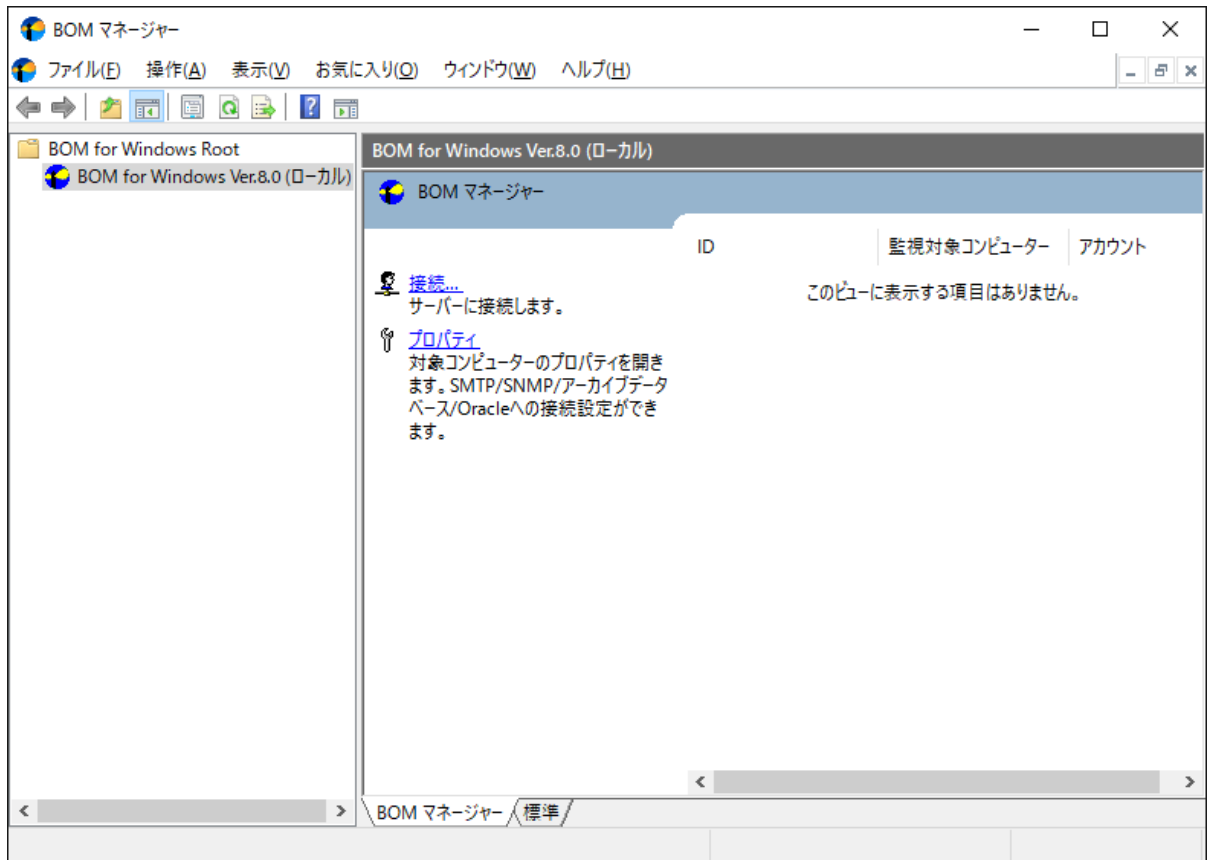 BOM マネージャー
ファイル(F) 操作(A) 表示(V) お気に入り(O) ウィンドウ(W) ヘルプ(H)
BOM for Windows Root
BOM for Windows Ver.8.0 (ローカル)
BOM for Windows Ver.8.0 (ローカル)
BOM マネージャー
接続...
サーバーに接続します。
プロパティ
対象コンピューターのプロパティを開き
ます。SMTP/SNMP/アーカイブデータ
ベース/Oracleへの接続設定ができ
ます。
ID 監視対象コンピューター アカウント
このビューに表示する項目はありません。
BOM マネージャー 標準